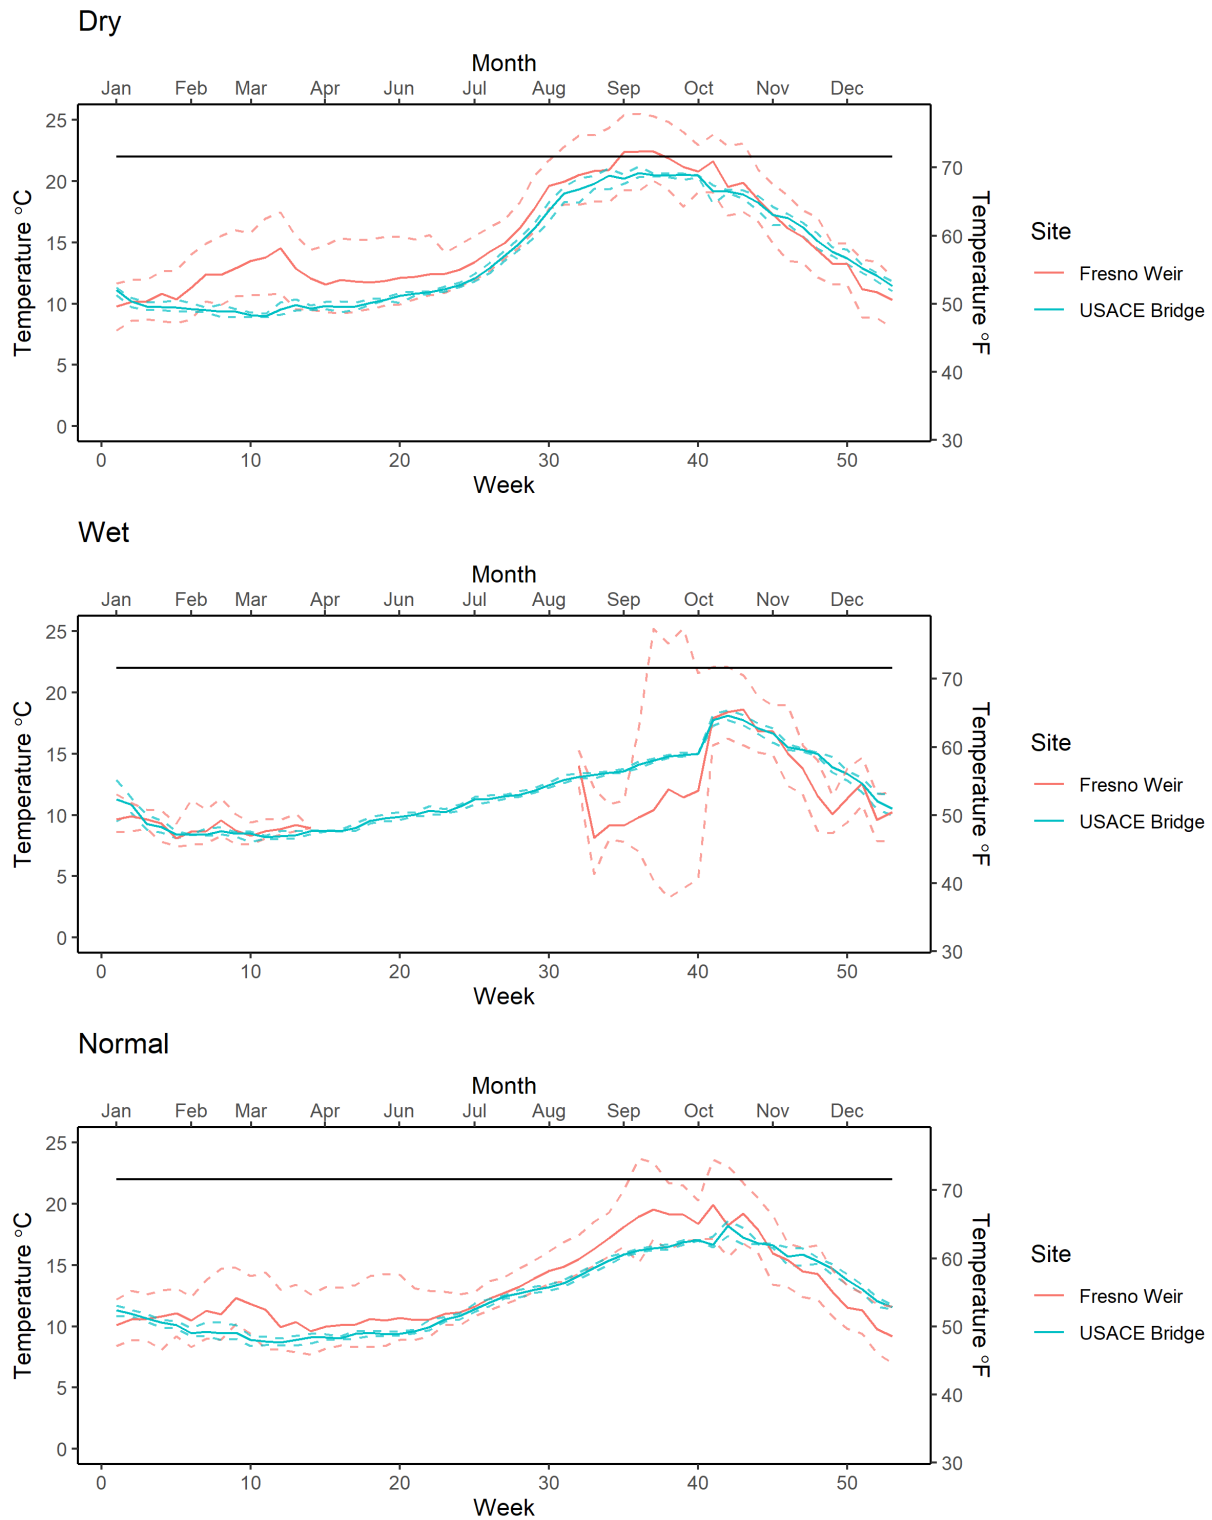 Dry
Month
Jan Feb Mar Apr Jun Jul Aug Sep Oct Nov Dec
25
20
15
10
5
0
Temperature °C
70
60
50
40
30
Temperature °F
0 10 20 30 40 50
Week
Site
Fresno Weir
USACE Bridge
Wet
Month
Jan Feb Mar Apr Jun Jul Aug Sep Oct Nov Dec
25
20
15
10
5
0
Temperature °C
70
60
50
40
30
Temperature °F
0 10 20 30 40 50
Week
Site
Fresno Weir
USACE Bridge
Normal
Month
Jan Feb Mar Apr Jun Jul Aug Sep Oct Nov Dec
25
20
15
10
5
0
Temperature °C
70
60
50
40
30
Temperature °F
0 10 20 30 40 50
Week
Site
Fresno Weir
USACE Bridge